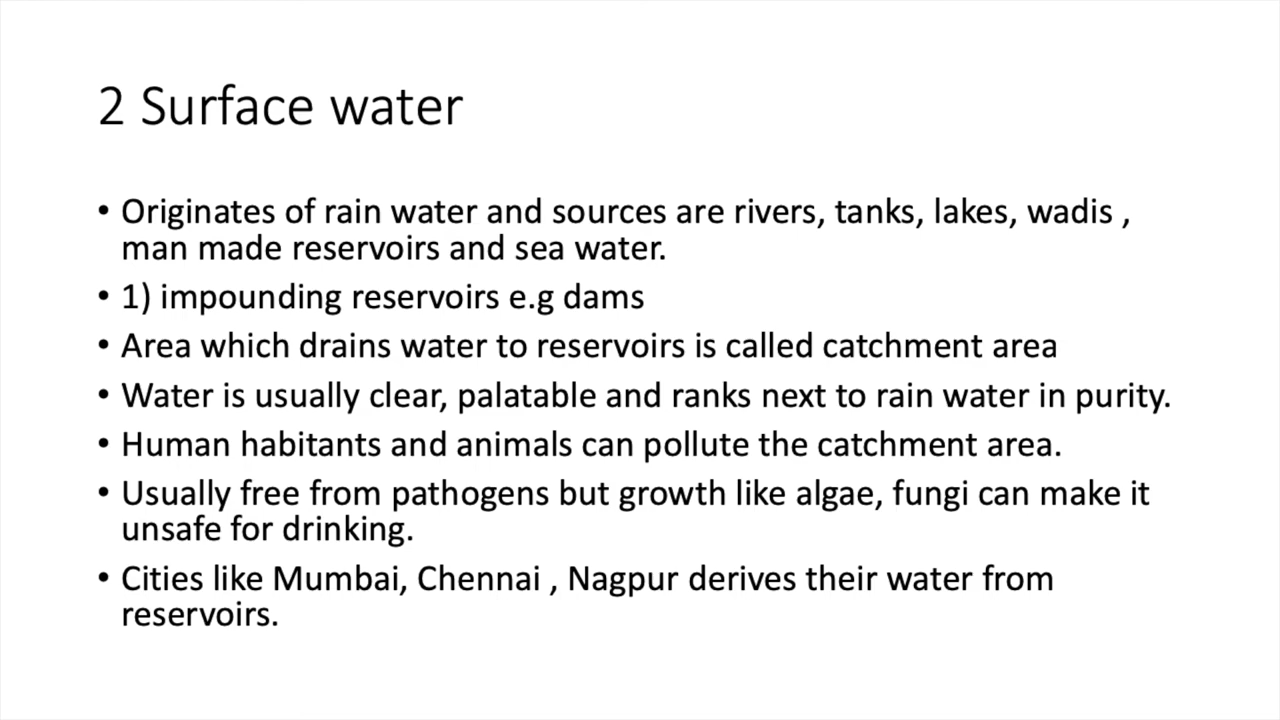 2 Surface water
• Originates of rain water and sources are rivers, tanks, lakes, wadis ,
man made reservoirs and sea water.
• 1) impounding reservoirs e.g dams
• Area which drains water to reservoirs is called catchment area
• Water is usually clear, palatable and ranks next to rain water in purity.
• Human habitants and animals can pollute the catchment area.
• Usually free from pathogens but growth like algae, fungi can make it
unsafe for drinking.
• Cities like Mumbai, Chennai , Nagpur derives their water from
reservoirs.